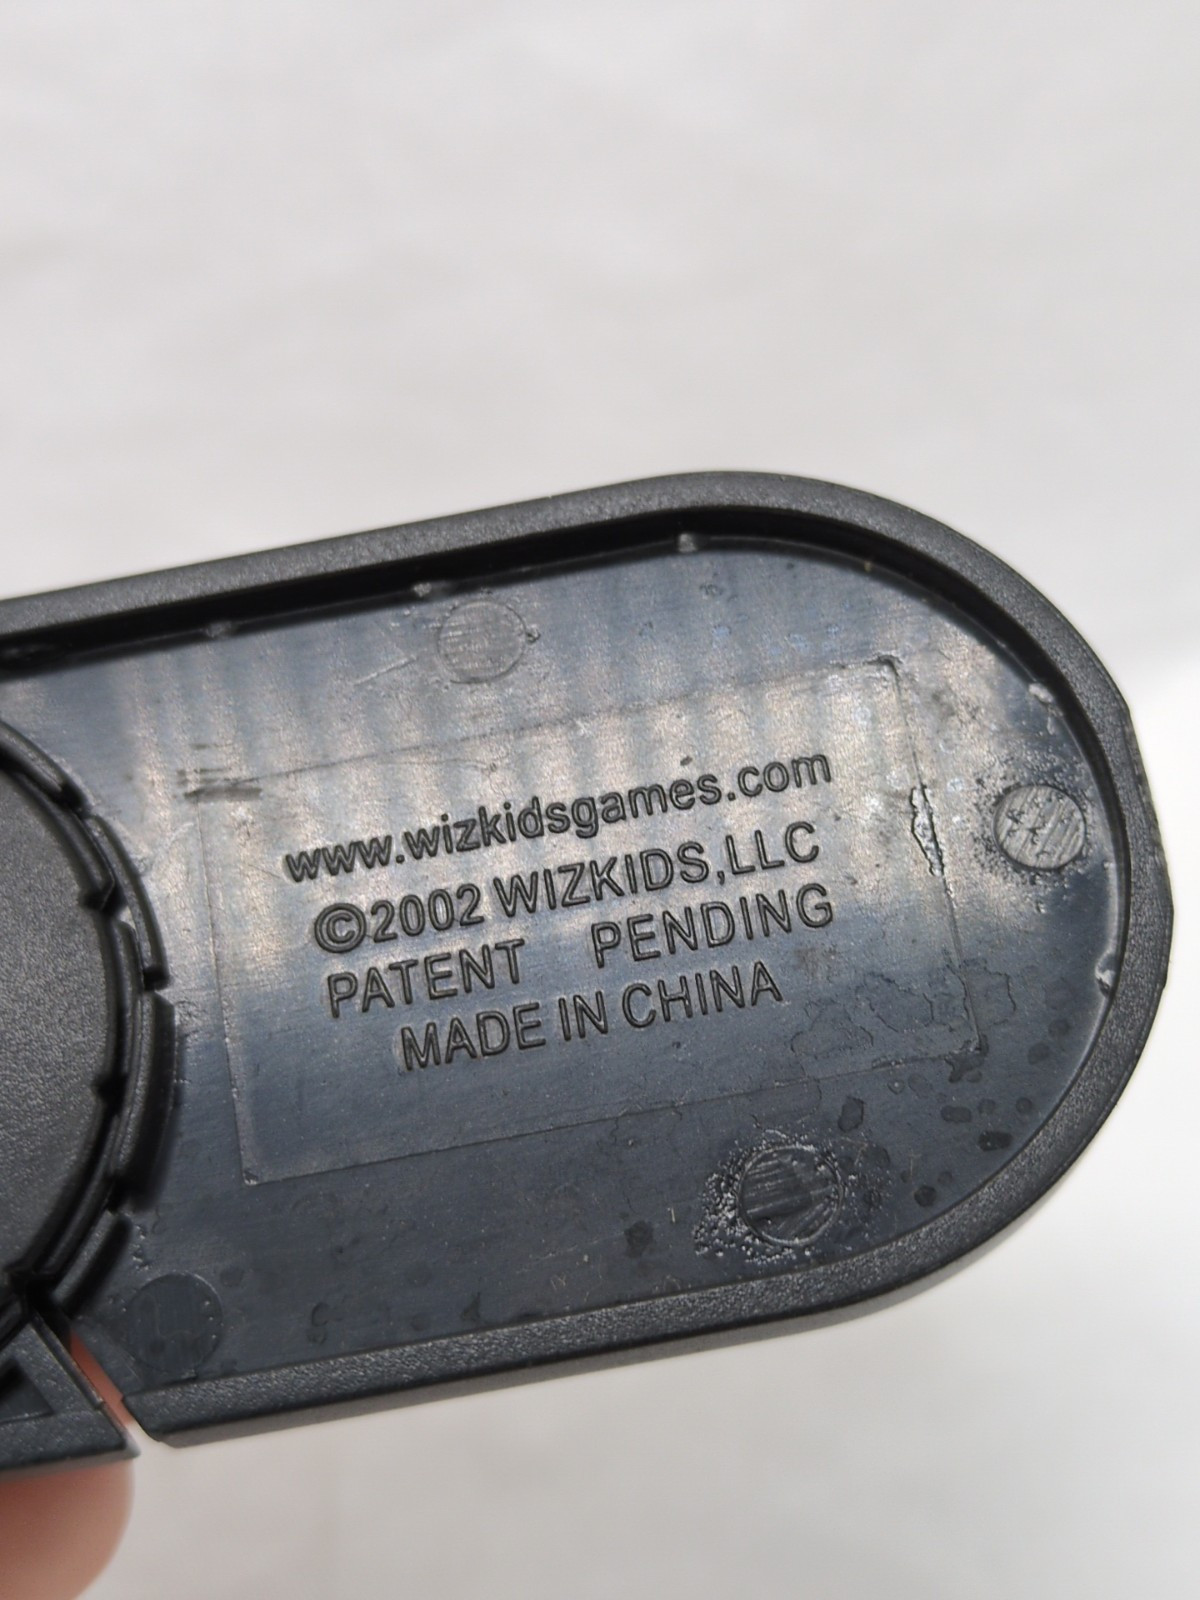 www.wizkidsgames.com
©2002 WIZKIDS,LLC
PATENT PENDING
MADE IN CHINA